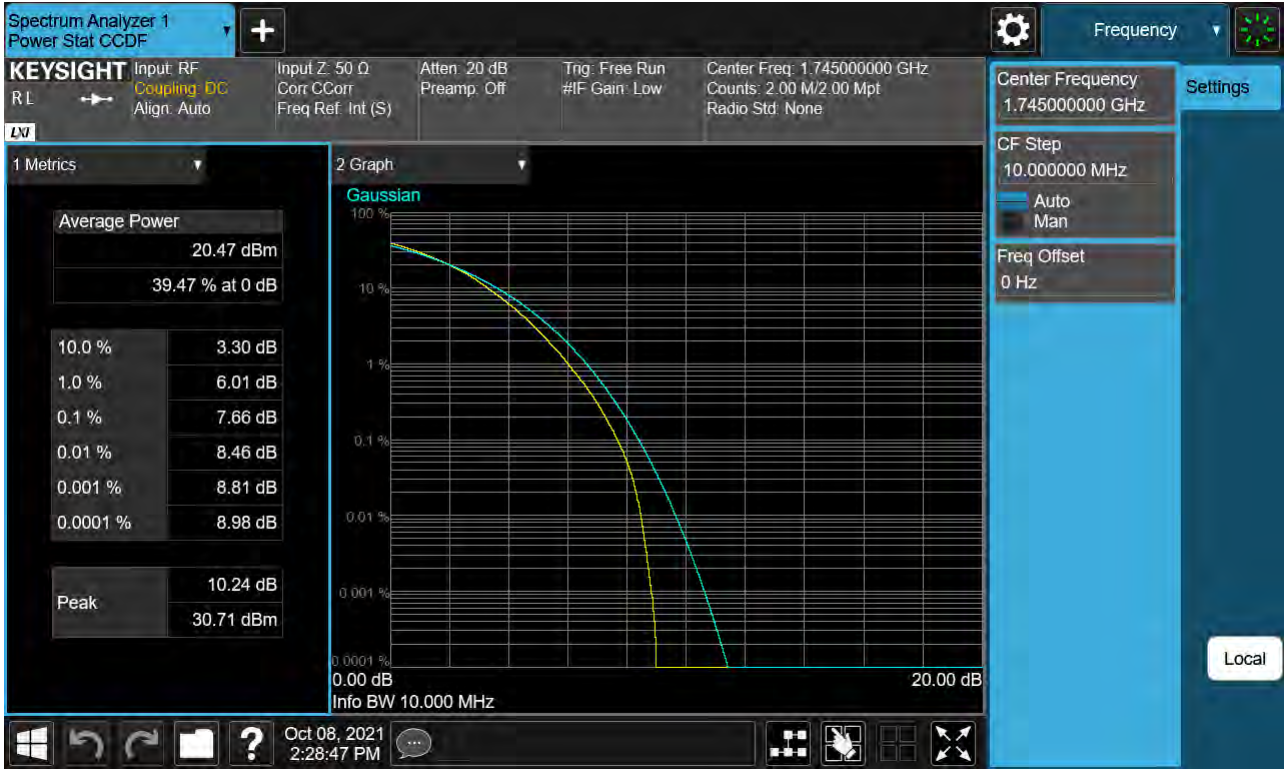 Spectrum Analyzer 1
Power Stat CCDF
+
Frequency
KEYSIGHT
R L
LXI
Input: RF
Coupling: DC
Align: Auto
Input Z: 50 Ω
Corr CCorr
Freq Ref: Int (S)
Atten: 20 dB
Preamp: Off
Trig: Free Run
#IF Gain: Low
Center Freq: 1.745000000 GHz
Counts: 2.00 M/2.00 Mpt
Radio Std: None
1 Metrics
Average Power
20.47 dBm
39.47 % at 0 dB
10.0 % 3.30 dB
1.0 % 6.01 dB
0.1 % 7.66 dB
0.01 % 8.46 dB
0.001 % 8.81 dB
0.0001 % 8.98 dB
Peak
10.24 dB
30.71 dBm
2 Graph
Gaussian
100 %
10 %
1 %
0.1 %
0.01 %
0.001 %
0.0001 %
0.00 dB 20.00 dB
Info BW 10.000 MHz
Center Frequency
1.745000000 GHz
CF Step
10.000000 MHz
Auto
Man
Freq Offset
0 Hz
Settings
Local
?
Oct 08, 2021
2:28:47 PM